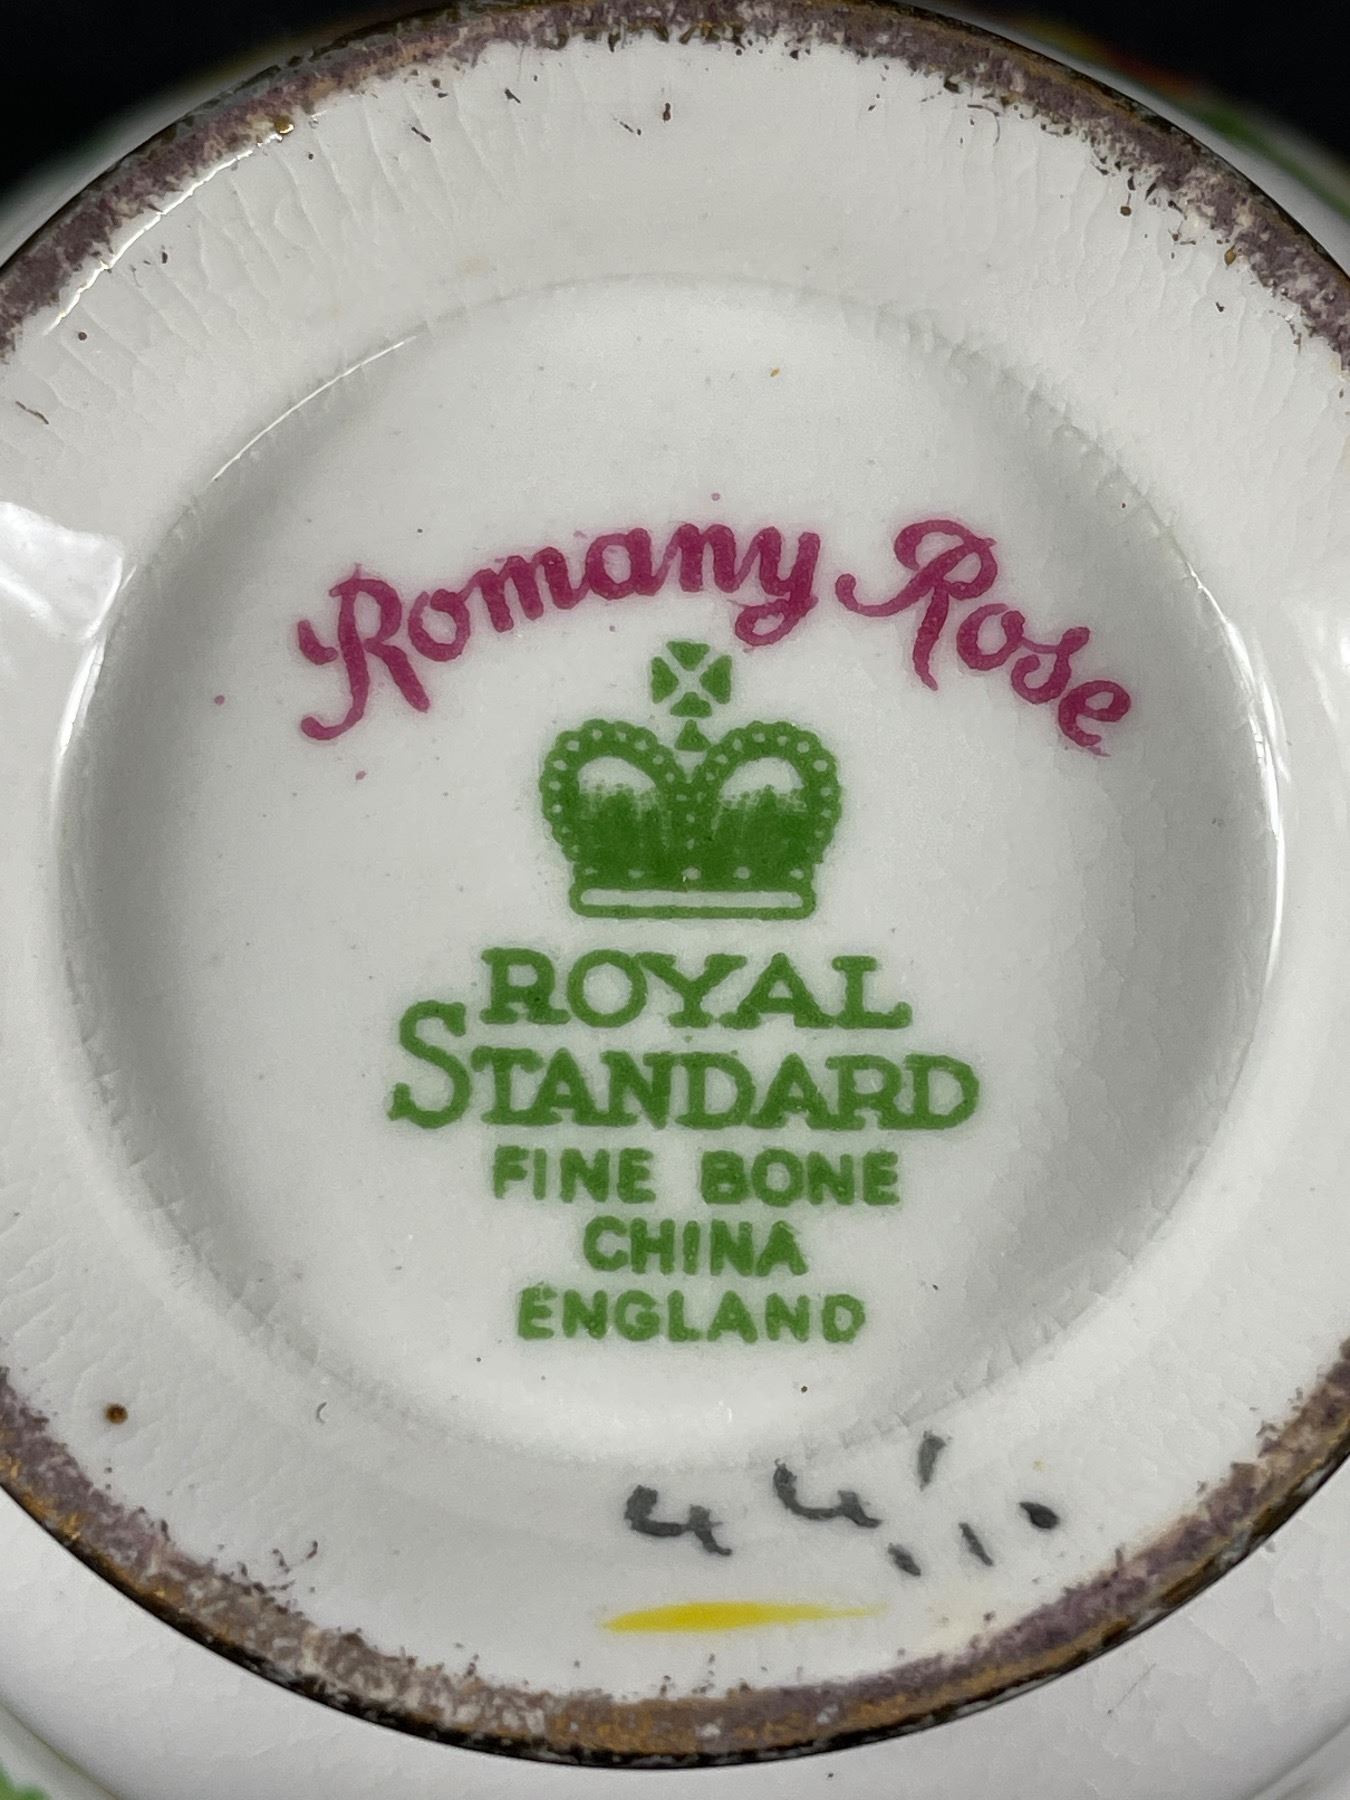 Romany Rose
ROYAL
STANDARD
FINE BONE
CHINA
ENGLAND